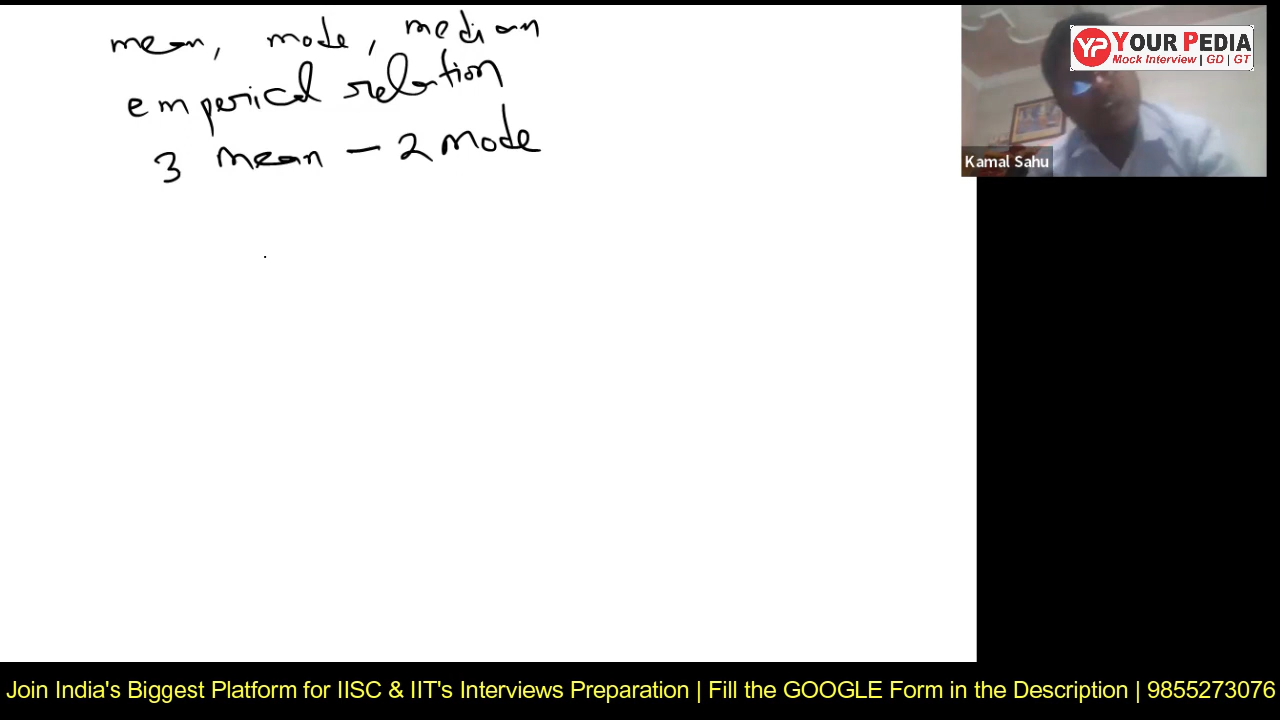 mean, mode, median
emperical relation
3 mean - 2 mode
YP YOUR PEDIA
Mock Interview | GD | GT
Kamal Sahu
Join India's Biggest Platform for IISC & IIT's Interviews Preparation | Fill the GOOGLE Form in the Description | 9855273076